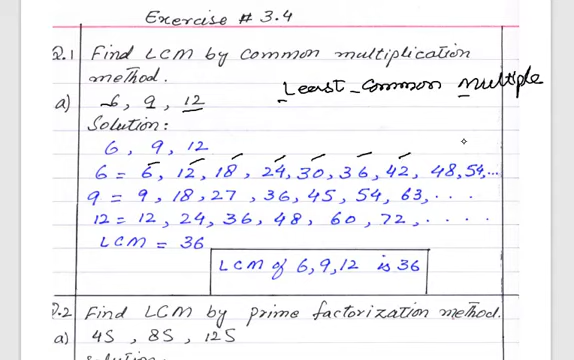 Exercise # 3.4
Q.1 Find LCM by common multiplication
method. Least common multiple
a) 6, 9, 12
Solution:
6, 9, 12
6 = 6, 12, 18, 24, 30, 36, 42, 48, 54, ...
9 = 9, 18, 27, 36, 45, 54, 63, ...
12 = 12, 24, 36, 48, 60, 72, ....
LCM = 36
LCM of 6, 9, 12 is 36
Q.2 Find LCM by prime factorization method.
a) 45, 85, 125
Solution: